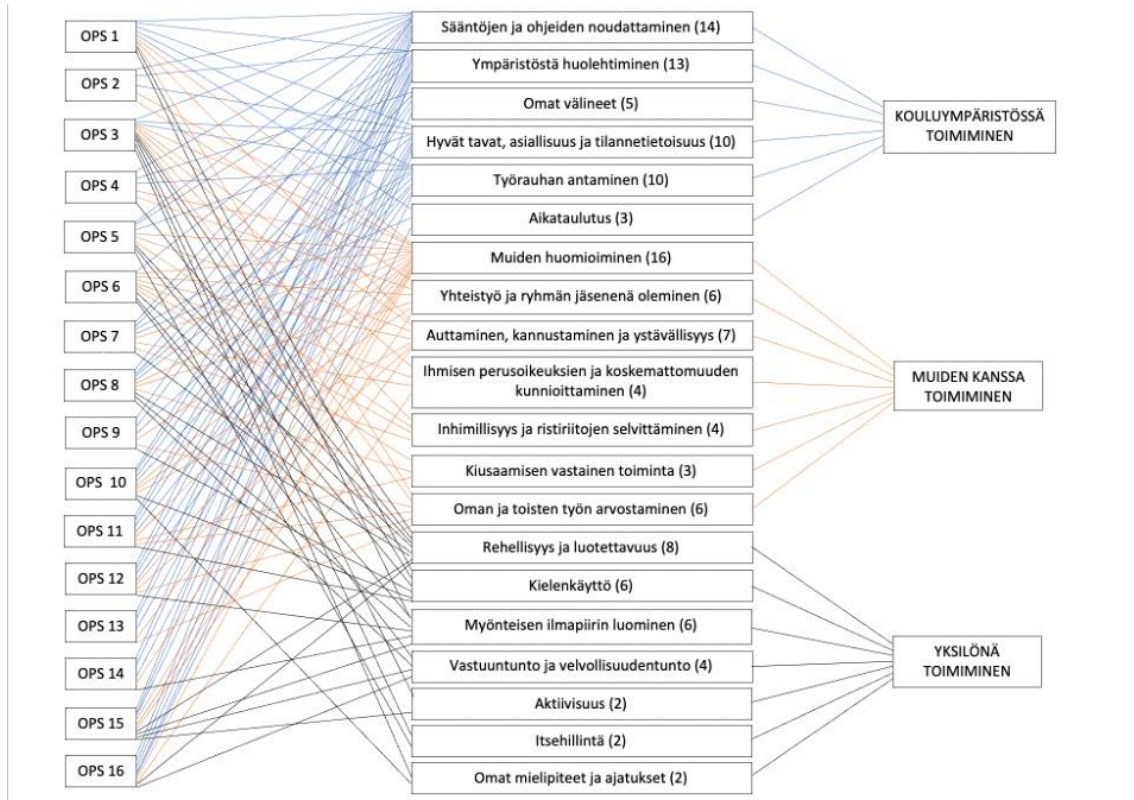 OPS 1
OPS 2
OPS 3
OPS 4
OPS 5
OPS 6
OPS 7
OPS 8
OPS 9
OPS 10
OPS 11
OPS 12
OPS 13
OPS 14
OPS 15
OPS 16
Sääntöjen ja ohjeiden noudattaminen (14)
Ympäristöstä huolehtiminen (13)
Omat välineet (5)
Hyvät tavat, asiallisuus ja tilannetietoisuus (10)
Työrauhan antaminen (10)
Aikataulutus (3)
Muiden huomioiminen (16)
Yhteistyö ja ryhmän jäsenenä oleminen (6)
Auttaminen, kannustaminen ja ystävällisyys (7)
Ihmisen perusoikeuksien ja koskemattomuuden
kunnioittaminen (4)
Inhimillisyys ja ristiriitojen selvittäminen (4)
Kiusaamisen vastainen toiminta (3)
Oman ja toisten työn arvostaminen (6)
Rehellisyys ja luotettavuus (8)
Kielenkäyttö (6)
Myönteisen ilmapiirin luominen (6)
Vastuuntunto ja velvollisuudentunto (4)
Aktiivisuus (2)
Itsehillintä (2)
Omat mielipiteet ja ajatukset (2)
KOULUYMPÄRISTÖSSÄ
TOIMIMINEN
MUIDEN KANSSA
TOIMIMINEN
YKSILÖNÄ
TOIMIMINEN